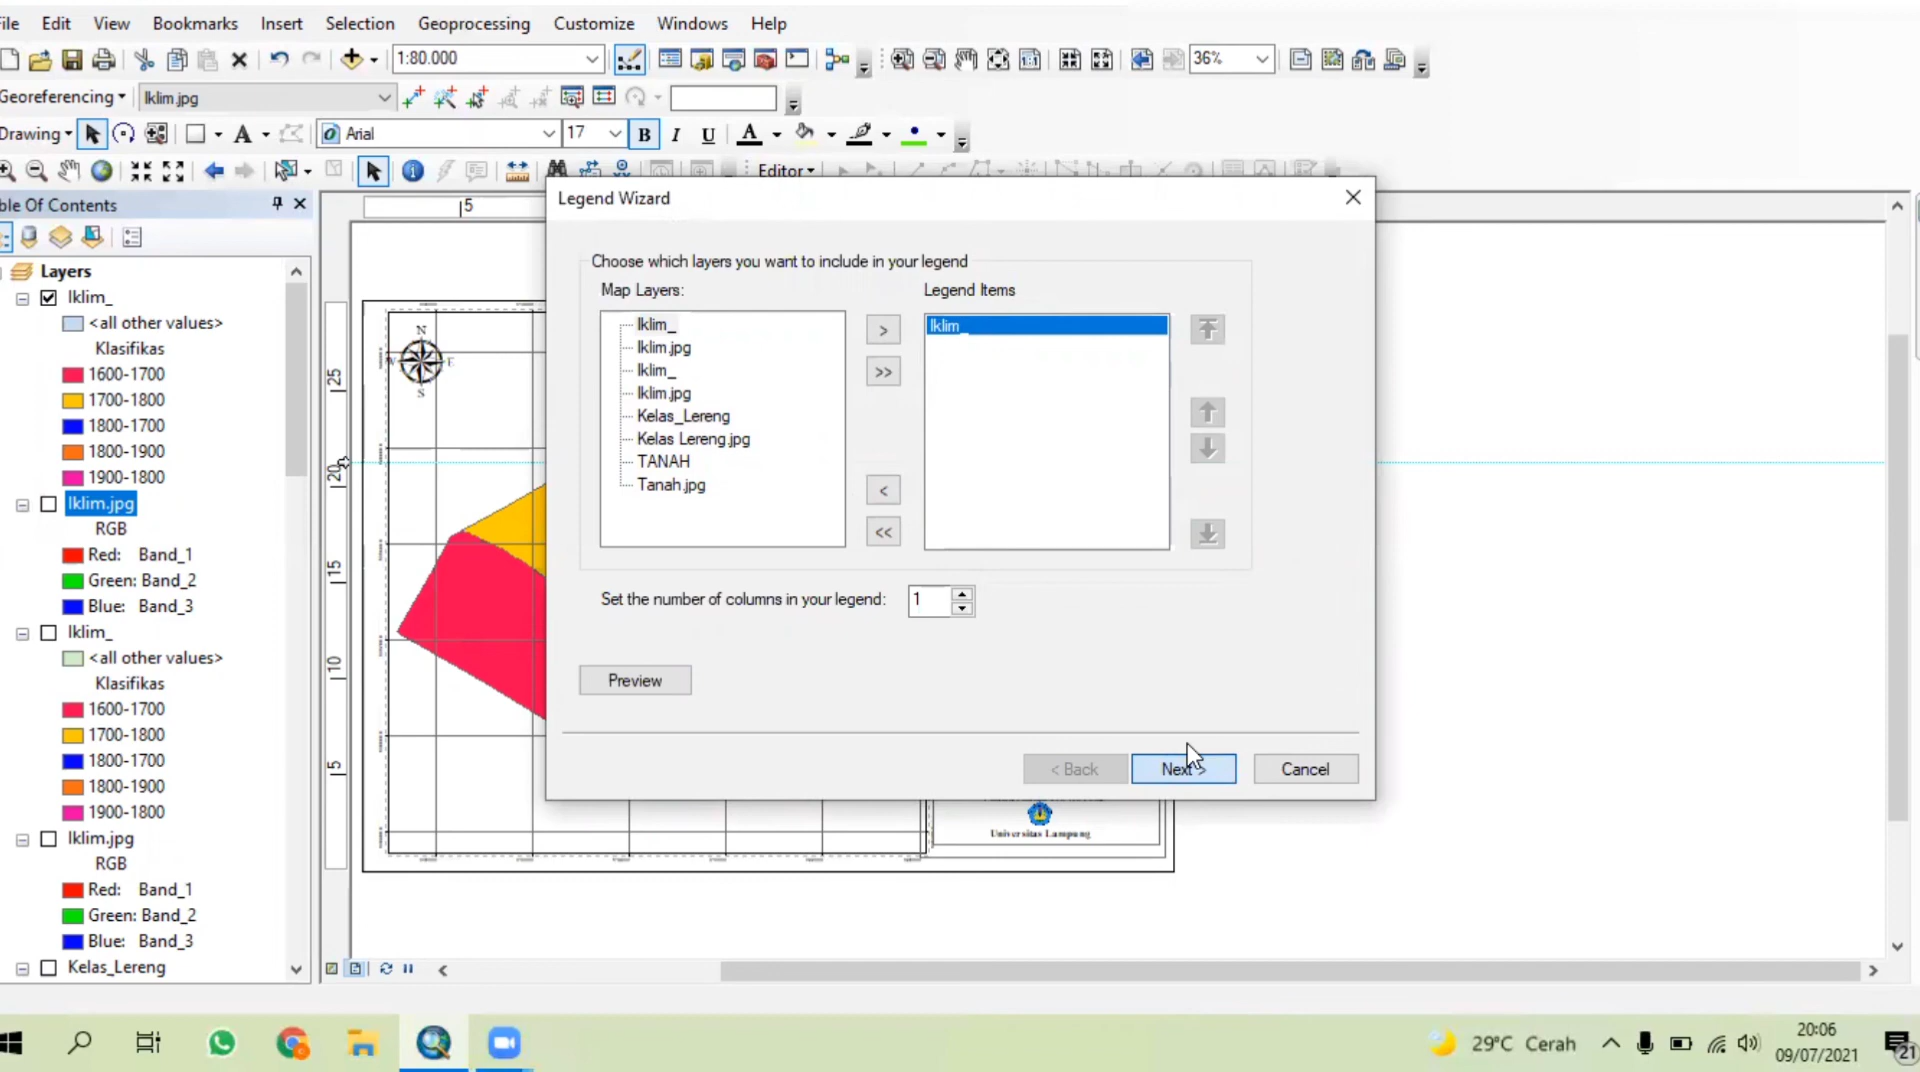 File Edit View Bookmarks Insert Selection Geoprocessing Customize Windows Help
1:80.000
36%
Georeferencing
Iklim.jpg
Drawing
A
Arial
17
B I U A
Editor
Table Of Contents
Layers
Iklim_
<all other values>
Klasifikas
1600-1700
1700-1800
1800-1700
1800-1900
1900-1800
Iklim.jpg
RGB
Red: Band_1
Green: Band_2
Blue: Band_3
Iklim_
<all other values>
Klasifikas
1600-1700
1700-1800
1800-1700
1800-1900
1900-1800
Iklim.jpg
RGB
Red: Band_1
Green: Band_2
Blue: Band_3
Kelas_Lereng
|5
25
20
15
10
5
N
W E
S
Legend Wizard
Choose which layers you want to include in your legend
Map Layers:
Iklim_
Iklim.jpg
Iklim_
Iklim.jpg
Kelas_Lereng
Kelas Lereng.jpg
TANAH
Tanah.jpg
>
>>
<
<<
Legend Items
Iklim_
Set the number of columns in your legend: 1
Preview
< Back Next > Cancel
Universitas Lampung
29°C Cerah
20:06
09/07/2021
21